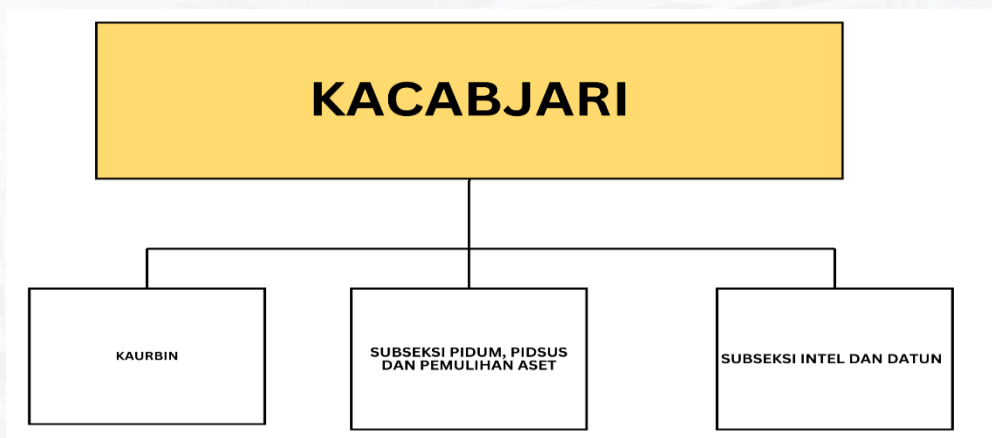 KACABJARI
KAURBIN
SUBSEKSI PIDUM, PIDSUS
DAN PEMULIHAN ASET
SUBSEKSI INTEL DAN DATUN